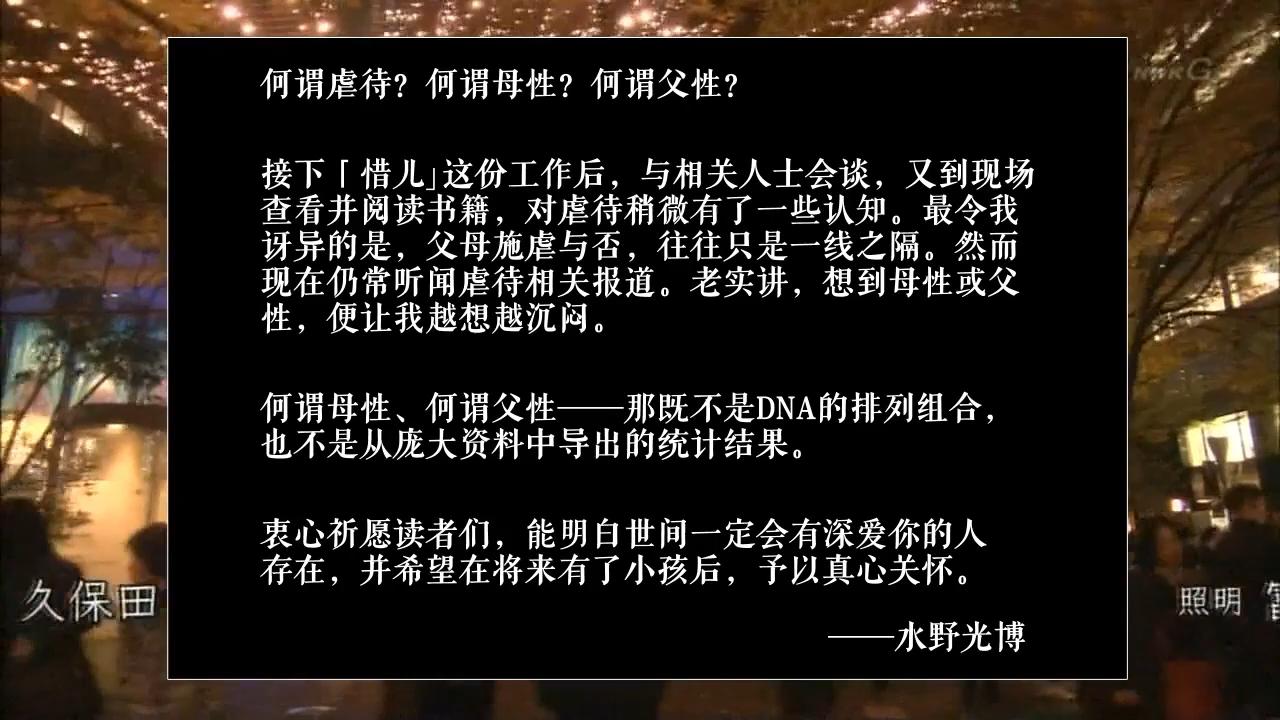 何谓虐待？何谓母性？何谓父性？
接下「惜儿」这份工作后，与相关人士会谈，又到现场
查看并阅读书籍，对虐待稍微有了一些认知。最令我
讶异的是，父母施虐与否，往往只是一线之隔。然而
现在仍常听闻虐待相关报道。老实讲，想到母性或父
性，便让我越想越沉闷。
何谓母性、何谓父性——那既不是DNA的排列组合，
也不是从庞大资料中导出的统计结果。
衷心祈愿读者们，能明白世间一定会有深爱你的人
存在，并希望在将来有了小孩后，予以真心关怀。
——水野光博
久保田
照明
NHK G